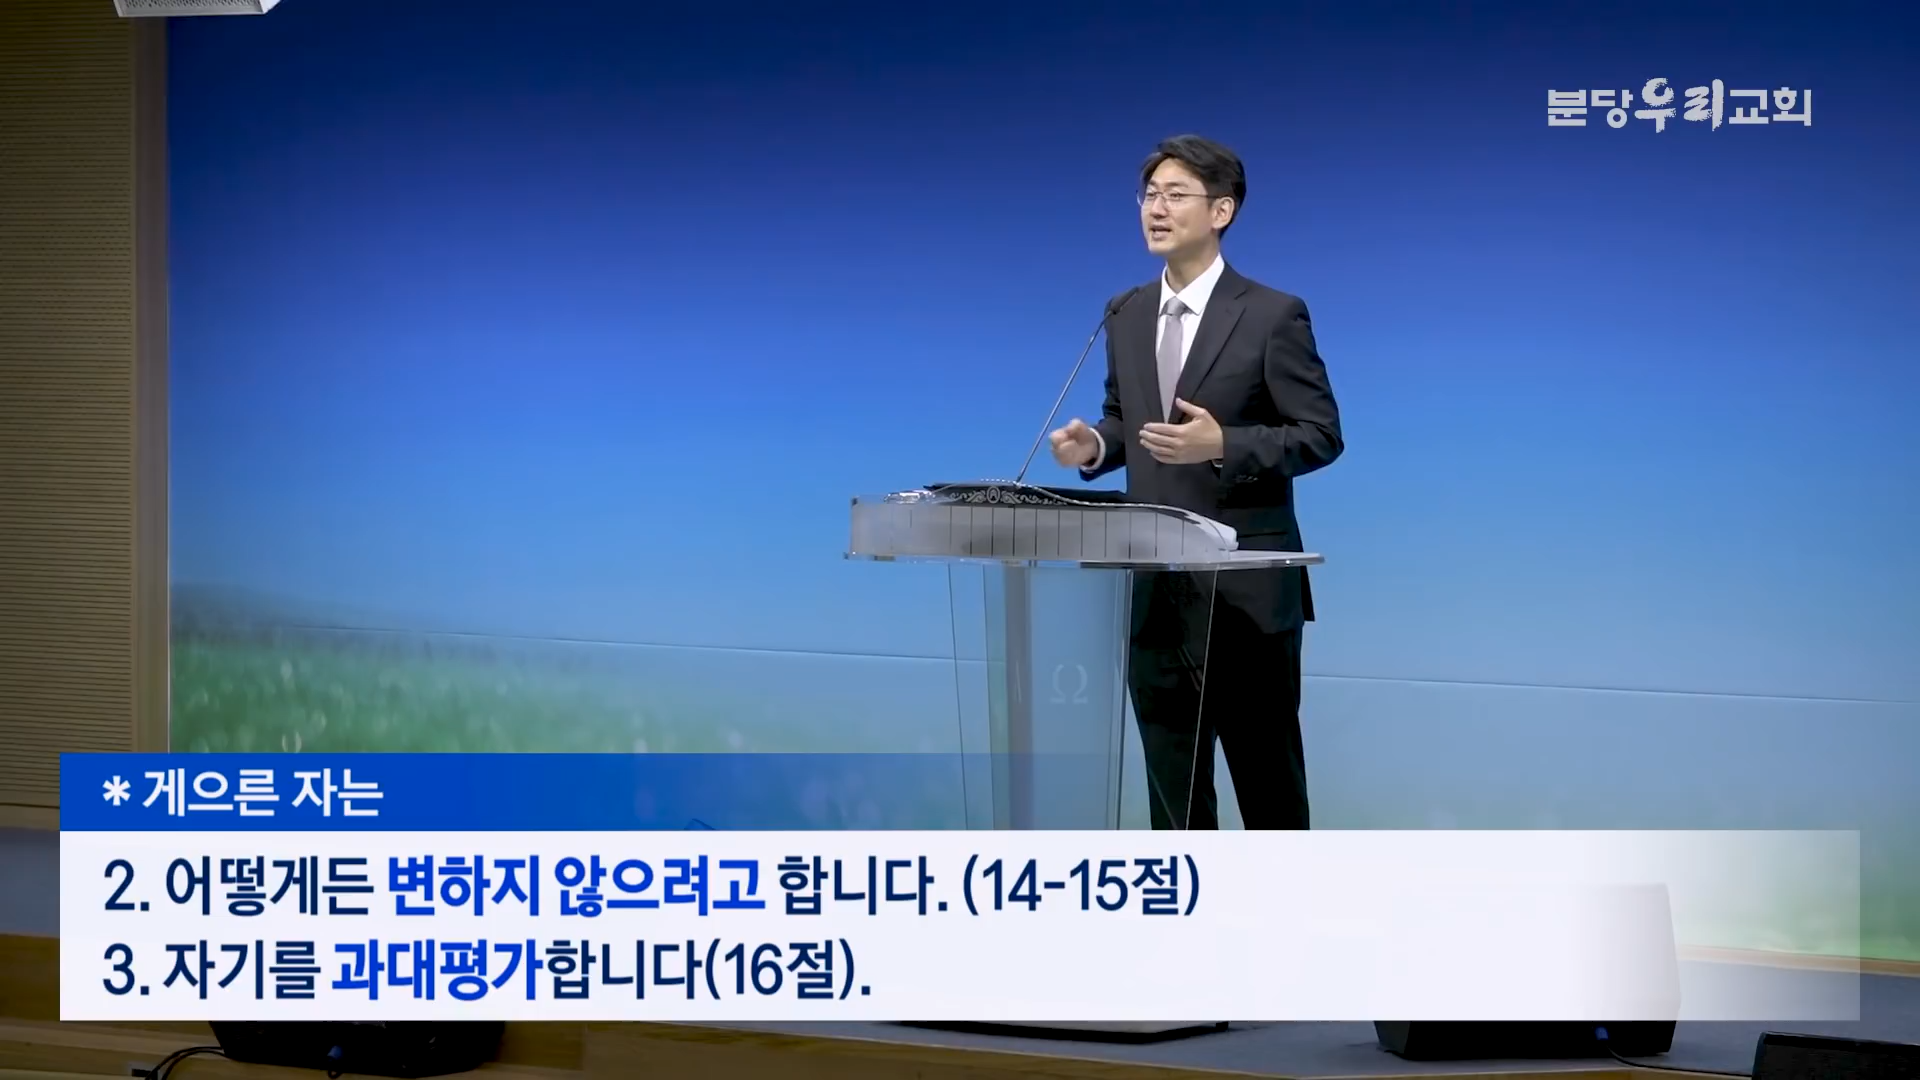 분당우리교회
Ω
* 게으른 자는
2. 어떻게든 변하지 않으려고 합니다. (14-15절)
3. 자기를 과대평가합니다(16절).